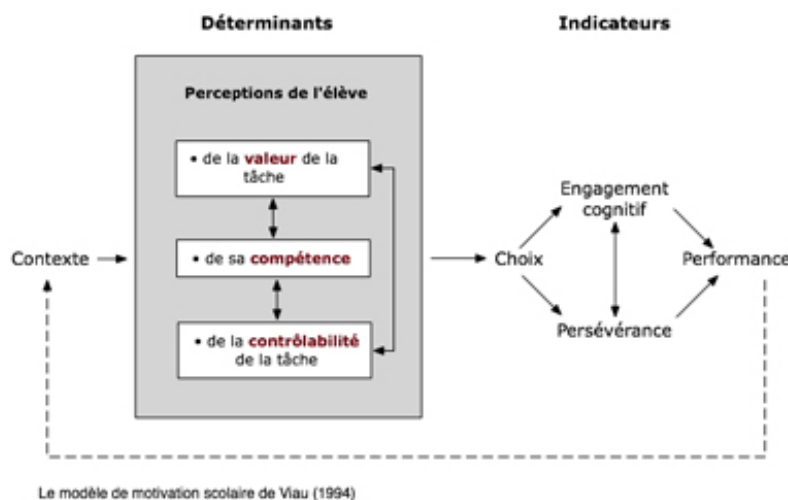 Déterminants
Indicateurs
Perceptions de l'élève
• de la valeur de la
tâche
• de sa compétence
• de la contrôlabilité
de la tâche
Contexte
Choix
Engagement
cognitif
Persévérance
Performance
Le modèle de motivation scolaire de Viau (1994)